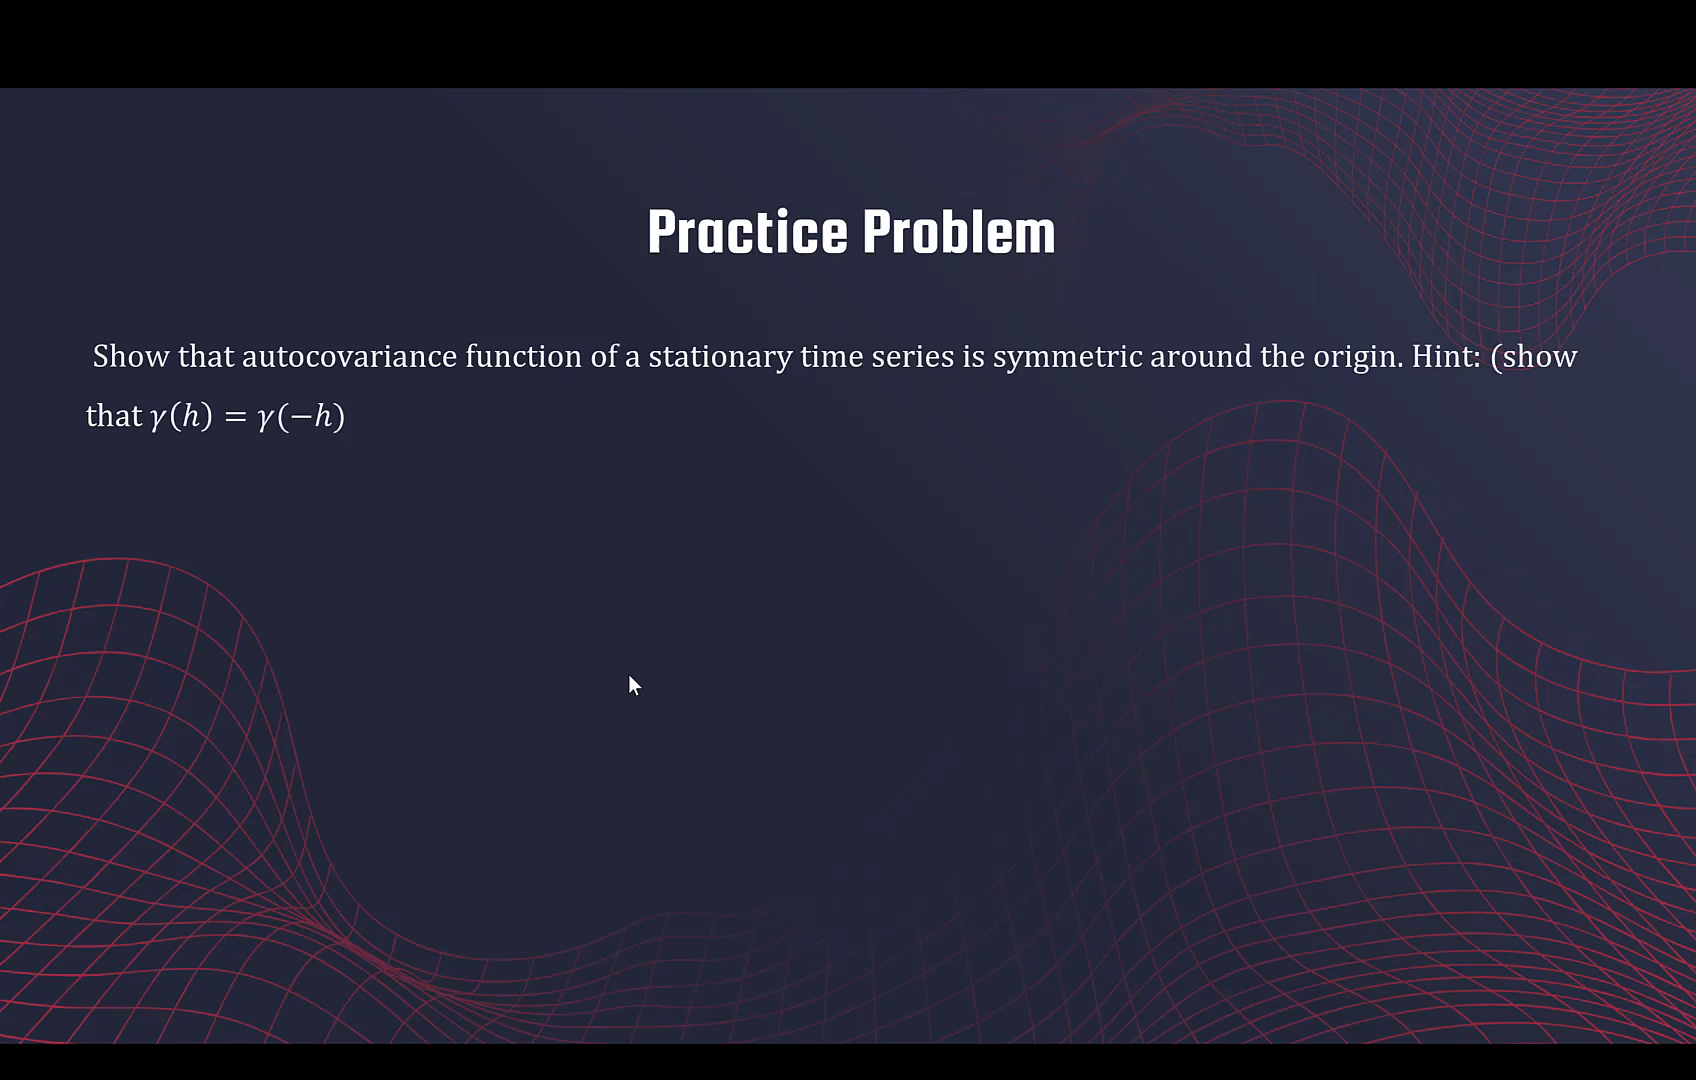 Practice Problem
Show that autocovariance function of a stationary time series is symmetric around the origin. Hint: (show
that γ(h) = γ(−h)